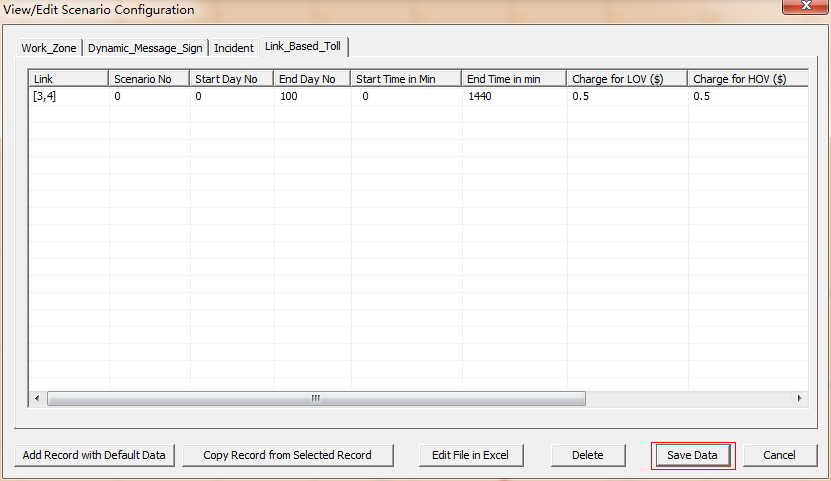 View/Edit Scenario Configuration
Work_Zone Dynamic_Message_Sign Incident Link_Based_Toll
Link Scenario No Start Day No End Day No Start Time in Min End Time in min Charge for LOV ($) Charge for HOV ($)
[3,4] 0 0 100 0 1440 0.5 0.5
Add Record with Default Data Copy Record from Selected Record Edit File in Excel Delete Save Data Cancel